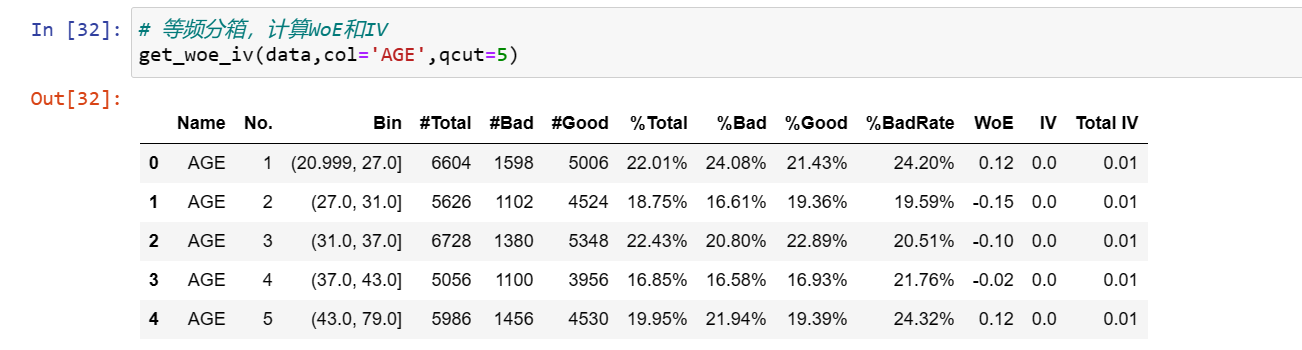 In [32]: # 等频分箱，计算WoE和IV
get_woe_iv(data,col='AGE',qcut=5)
Out[32]:
Name No. Bin #Total #Bad #Good %Total %Bad %Good %BadRate WoE IV Total IV
0 AGE 1 (20.999, 27.0] 6604 1598 5006 22.01% 24.08% 21.43% 24.20% 0.12 0.0 0.01
1 AGE 2 (27.0, 31.0] 5626 1102 4524 18.75% 16.61% 19.36% 19.59% -0.15 0.0 0.01
2 AGE 3 (31.0, 37.0] 6728 1380 5348 22.43% 20.80% 22.89% 20.51% -0.10 0.0 0.01
3 AGE 4 (37.0, 43.0] 5056 1100 3956 16.85% 16.58% 16.93% 21.76% -0.02 0.0 0.01
4 AGE 5 (43.0, 79.0] 5986 1456 4530 19.95% 21.94% 19.39% 24.32% 0.12 0.0 0.01